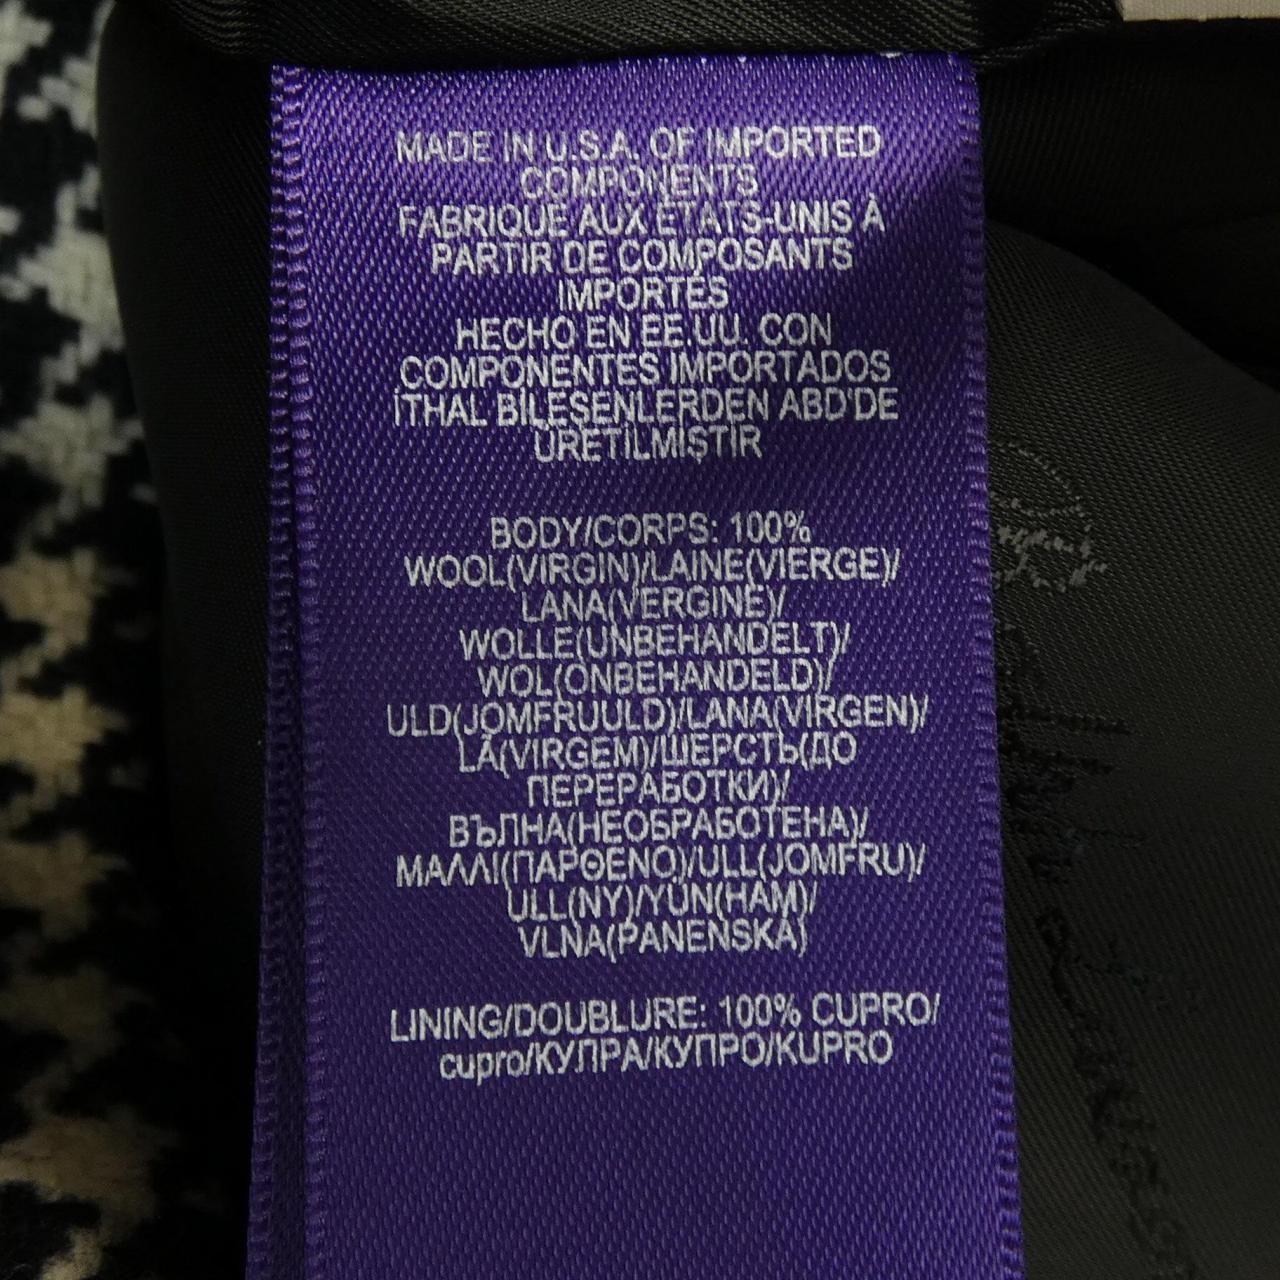 MADE IN U.S.A. OF IMPORTED
COMPONENTS
FABRIQUE AUX ETATS-UNIS À
PARTIR DE COMPOSANTS
IMPORTÉS
HECHO EN EE.UU. CON
COMPONENTES IMPORTADOS
İTHAL BİLEŞENLERDEN ABD'DE
ÜRETİLMİŞTİR
BODY/CORPS: 100%
WOOL(VIRGIN)/LAINE(VIERGE)/
LANA(VERGINE)/
WOLLE(UNBEHANDELT)/
WOL(ONBEHANDELD)/
ULD(JOMFRUULD)/LANA(VIRGEN)/
LÃ(VIRGEM)/ШЕРСТЬ(ДО
ПЕРЕРАБОТКИ)/
ВЪЛНА(НЕОБРАБОТЕНА)/
ΜΑΛΛΙ(ΠΑΡΘΕΝΟ)/ULL(JOMFRU)/
ULL(NY)/YÜN(HAM)/
VLNA(PANENSKA)
LINING/DOUBLURE: 100% CUPRO/
cupro/КУЛРА/КУПРО/KUPRO